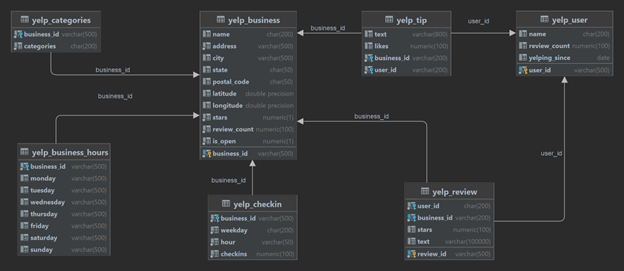 yelp_categories
business_id varchar(500)
categories char(200)
business_id
yelp_business
name char(200)
address varchar(500)
city varchar(500)
state char(50)
postal_code char(50)
latitude double precision
longitude double precision
stars numeric(1)
review_count numeric(100)
is_open numeric(1)
business_id varchar(500)
business_id
yelp_tip
text varchar(800)
likes numeric(100)
business_id varchar(200)
user_id varchar(200)
user_id
yelp_user
name char(200)
review_count numeric(100)
yelping_since date
user_id varchar(500)
business_id
yelp_business_hours
business_id varchar(500)
monday varchar(500)
tuesday varchar(500)
wednesday varchar(500)
thursday varchar(500)
friday varchar(500)
saturday varchar(500)
sunday varchar(500)
business_id
yelp_checkin
business_id varchar(500)
weekday char(200)
hour varchar(50)
checkins numeric(100)
business_id
yelp_review
user_id char(200)
business_id varchar(200)
stars numeric(100)
text varchar(100000)
review_id varchar(500)
user_id